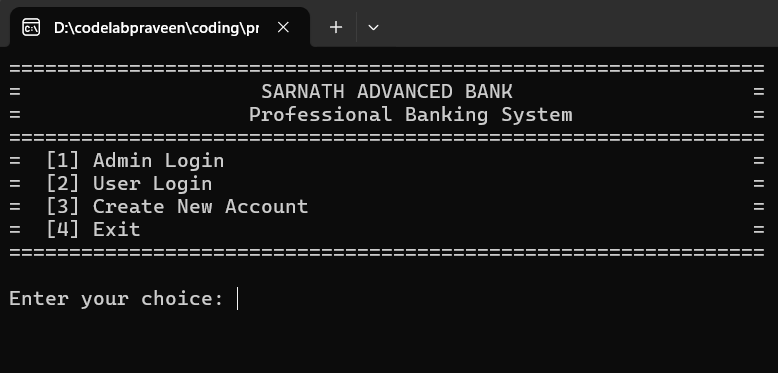 D:\codelabpraveen\coding\pr
===============================================================
= SARNATH ADVANCED BANK =
= Professional Banking System =
===============================================================
= [1] Admin Login =
= [2] User Login =
= [3] Create New Account =
= [4] Exit =
===============================================================
Enter your choice: